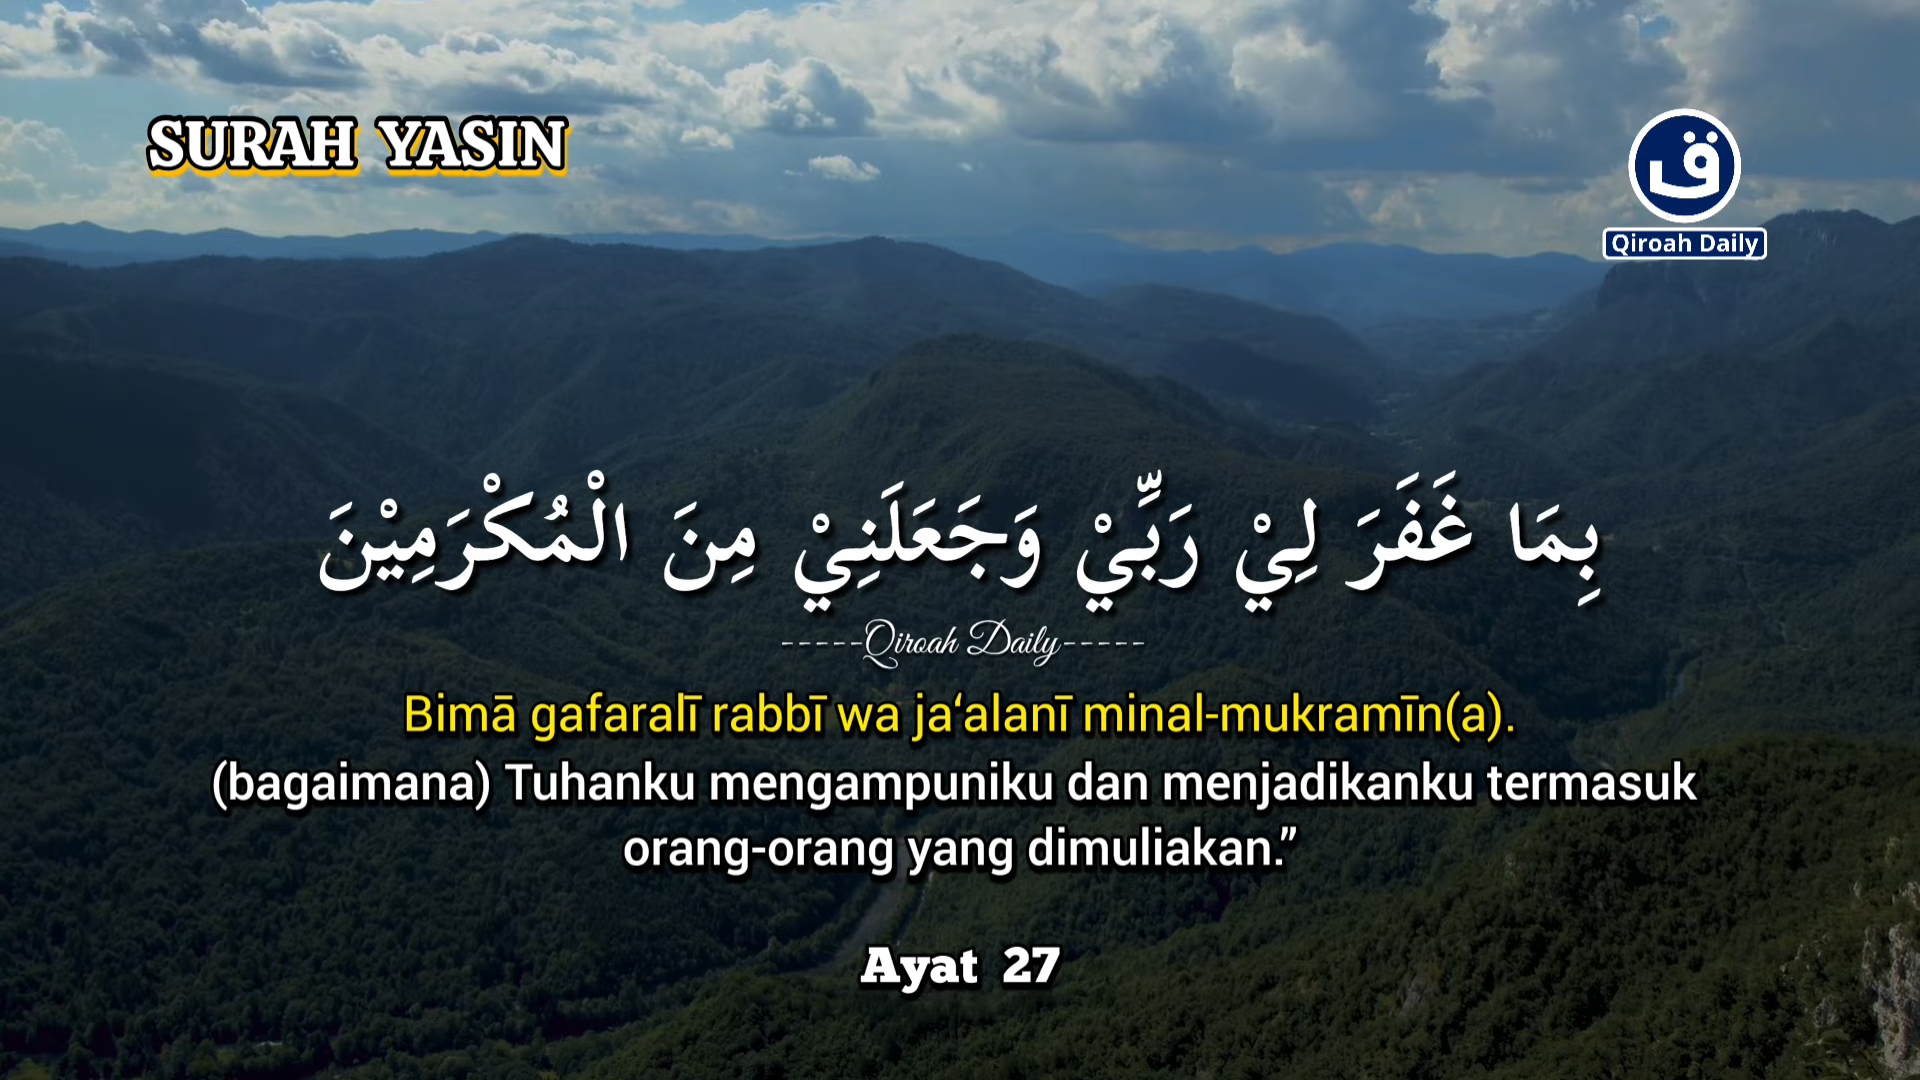 SURAH YASIN
ق
Qiroah Daily
بِمَا غَفَرَ لِيْ رَبِّيْ وَجَعَلَنِيْ مِنَ الْمُكْرَمِيْنَ
-----Qiroah Daily-----
Bimā gafaralī rabbī wa ja‘alanī minal-mukramīn(a).
(bagaimana) Tuhanku mengampuniku dan menjadikanku termasuk
orang-orang yang dimuliakan.”
Ayat 27